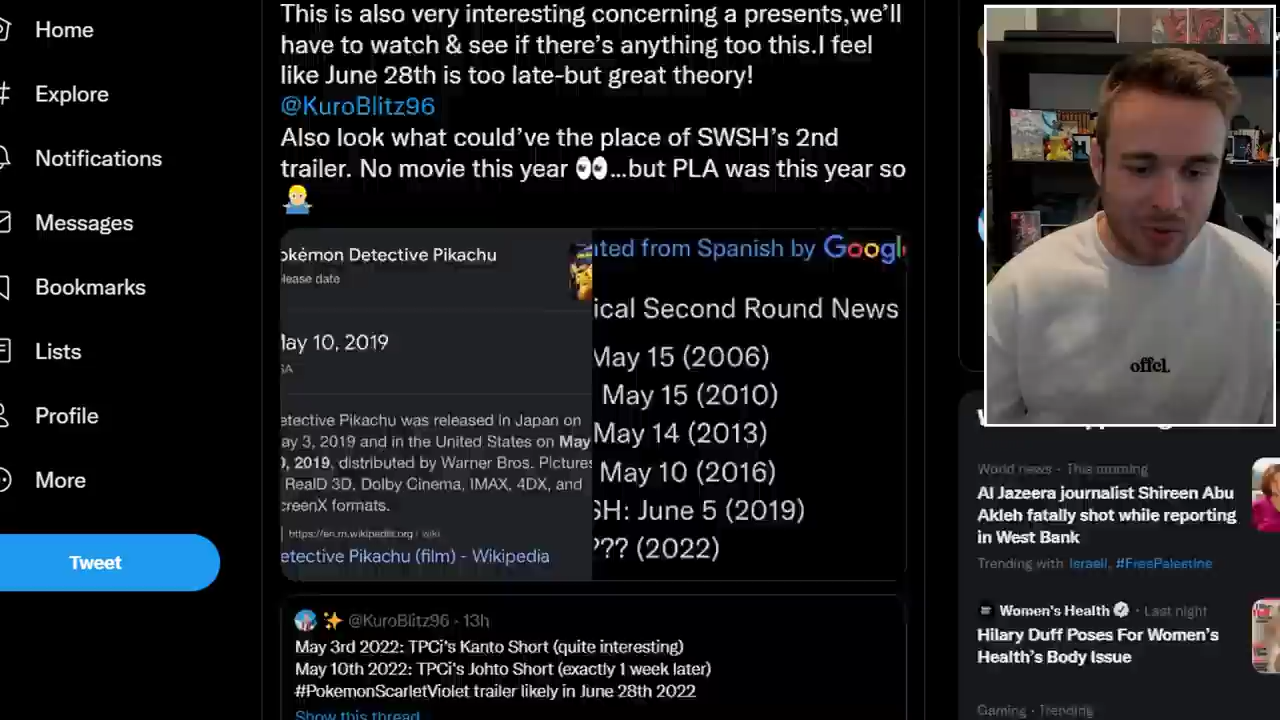 Home
Explore
Notifications
Messages
Bookmarks
Lists
Profile
More
Tweet
This is also very interesting concerning a presents,we'll
have to watch & see if there's anything too this.I feel
like June 28th is too late-but great theory!
@KuroBlitz96
Also look what could've the place of SWSH's 2nd
trailer. No movie this year 👀...but PLA was this year so
🤷🏼‍♂️
okémon Detective Pikachu
lease date
May 10, 2019
SA
etective Pikachu was released in Japan on
ay 3, 2019 and in the United States on May
0, 2019, distributed by Warner Bros. Pictures
RealD 3D, Dolby Cinema, IMAX, 4DX, and
creenX formats.
https://en.m.wikipedia.org › wiki
etective Pikachu (film) - Wikipedia
ated from Spanish by Googl
ical Second Round News
May 15 (2006)
May 15 (2010)
May 14 (2013)
May 10 (2016)
SH: June 5 (2019)
??? (2022)
✨ @KuroBlitz96 · 13h
May 3rd 2022: TPCi's Kanto Short (quite interesting)
May 10th 2022: TPCi's Johto Short (exactly 1 week later)
#PokemonScarletViolet trailer likely in June 28th 2022
Show this thread
offcl.
World news · This morning
Al Jazeera journalist Shireen Abu
Akleh fatally shot while reporting
in West Bank
Trending with Israeli, #FreePalestine
Women's Health · Last night
Hilary Duff Poses For Women's
Health's Body Issue
Gaming · Trending